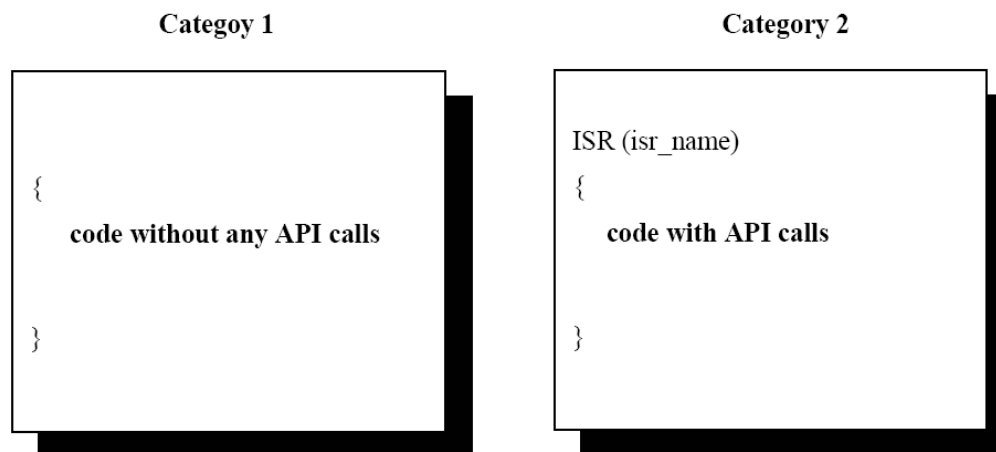 Categoy 1
{
code without any API calls
}
Category 2
ISR (isr_name)
{
code with API calls
}